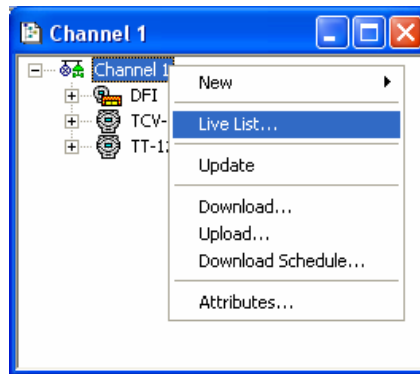 Channel 1
Channel 1
New
DFI
TCV-
Live List...
TT-1
Update
Download...
Upload...
Download Schedule...
Attributes...